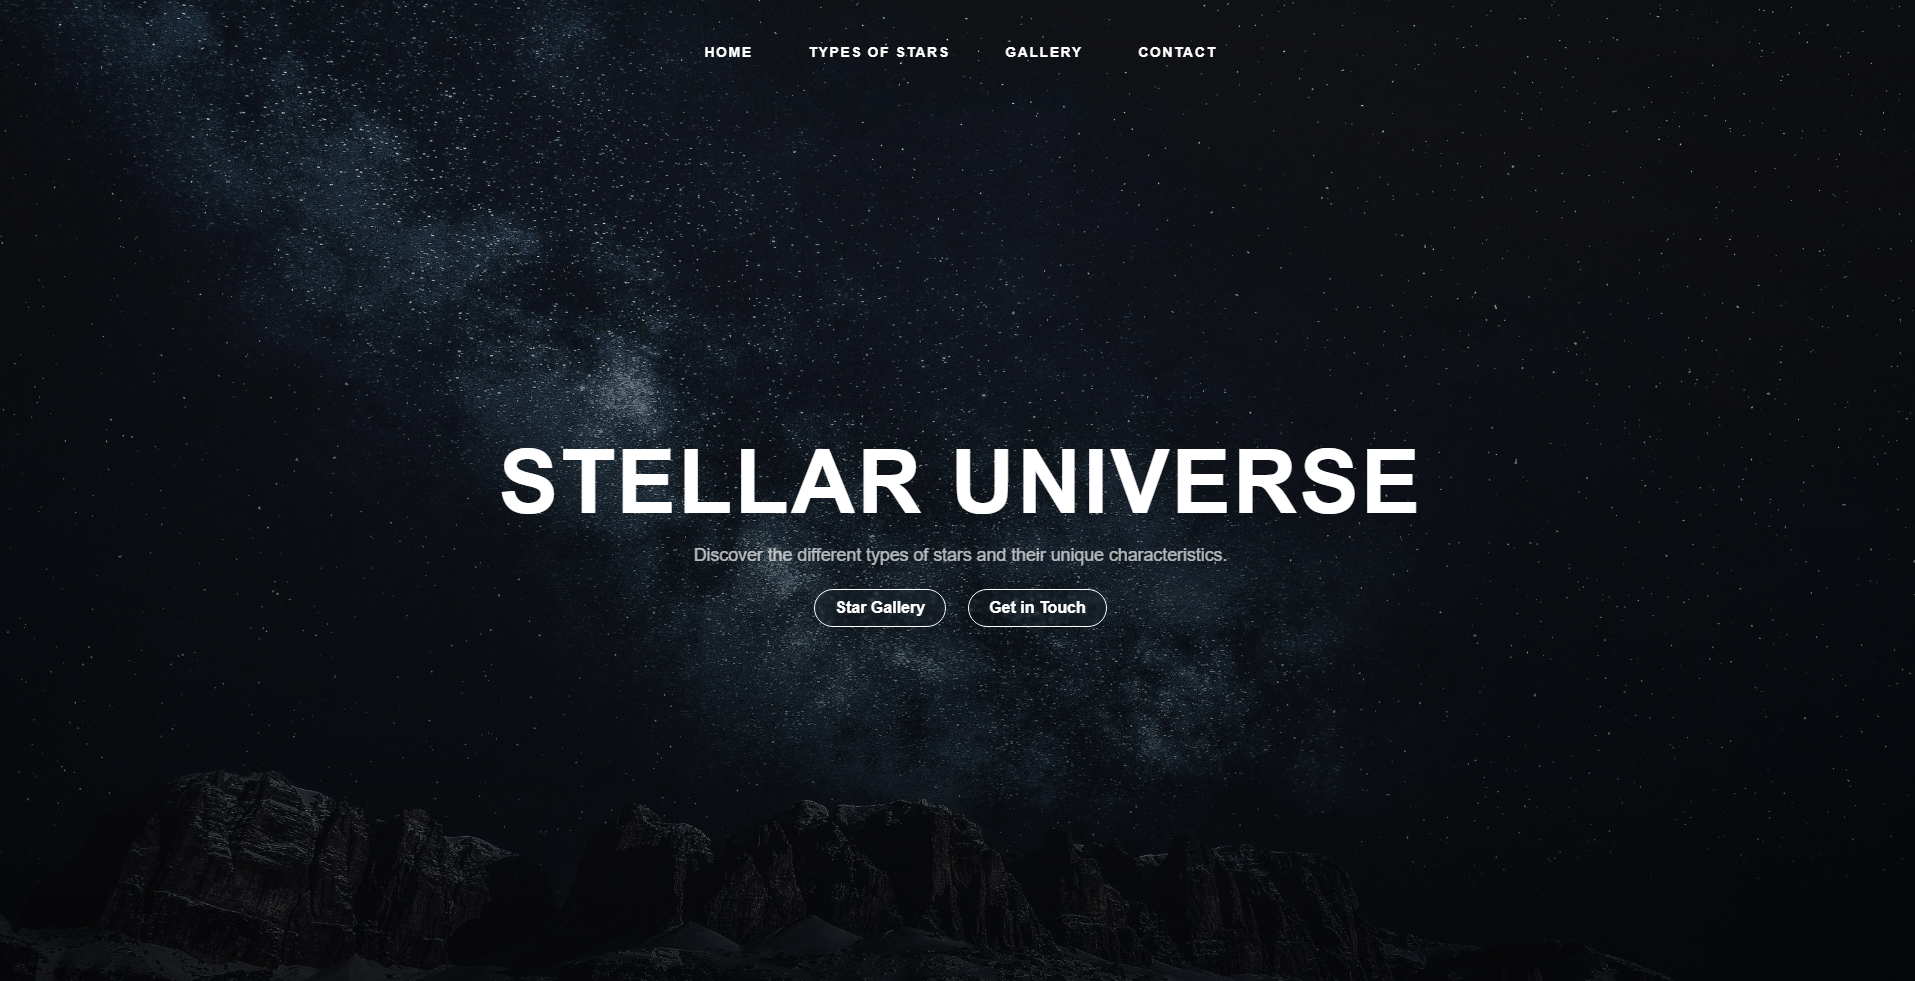 HOME TYPES OF STARS GALLERY CONTACT
STELLAR UNIVERSE
Discover the different types of stars and their unique characteristics.
Star Gallery Get in Touch